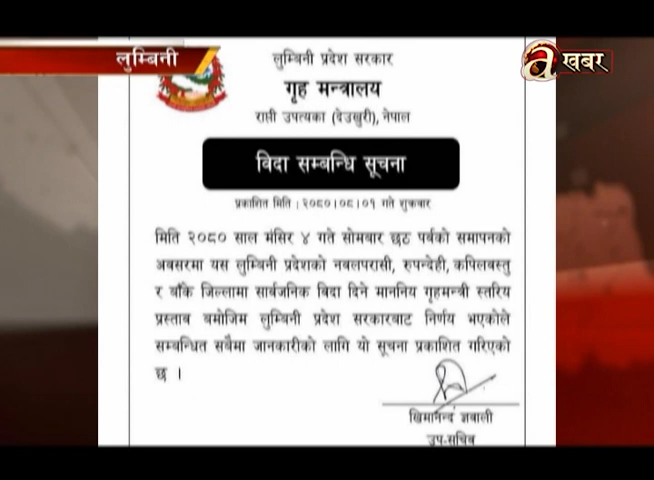 लुम्बिनी
a खबर
लुम्बिनी प्रदेश सरकार
गृह मन्त्रालय
राप्ती उपत्यका (देउखुरी), नेपाल
विदा सम्बन्धि सूचना
प्रकाशित मिति : २०८०।०८।०१ गते शुक्रबार
मिति २०८० साल मंसिर ४ गते सोमबार छठ पर्वको समापनको
अवसरमा यस लुम्बिनी प्रदेशको नवलपरासी, रुपन्देही, कपिलबस्तु
र बाँके जिल्लामा सार्वजनिक विदा दिने माननिय गृहमन्त्री स्तरिय
प्रस्ताव बमोजिम लुम्बिनी प्रदेश सरकारबाट निर्णय भएकोले
सम्बन्धित सबैमा जानकारीको लागि यो सूचना प्रकाशित गरिएको
छ ।
खिमानन्द ज्ञवाली
उप-सचिव